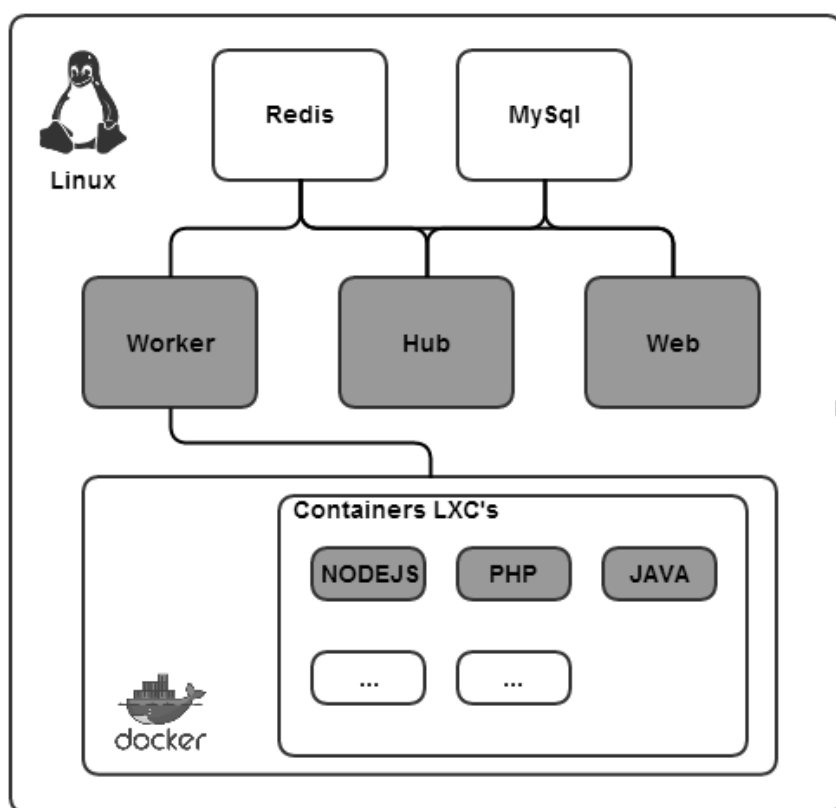 Redis
MySql
Linux
Worker
Hub
Web
Containers LXC's
NODEJS
PHP
JAVA
...
...
docker